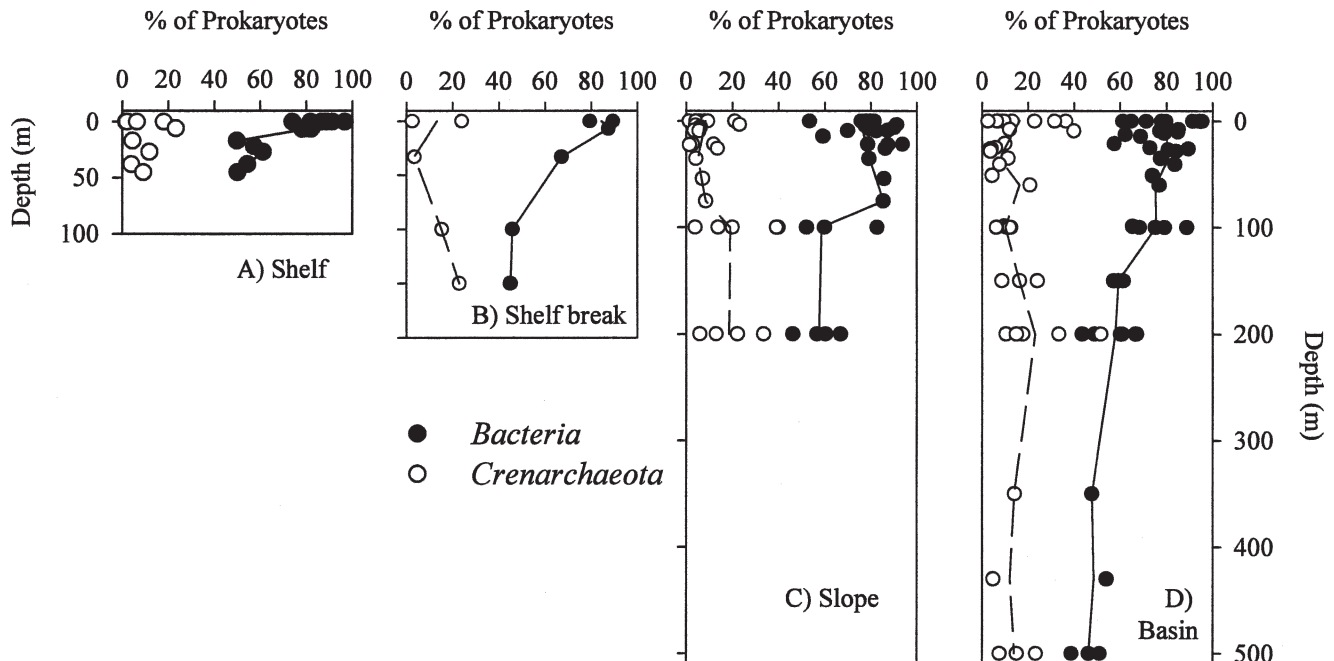 % of Prokaryotes % of Prokaryotes % of Prokaryotes % of Prokaryotes
0 20 40 60 80 100 0 20 40 60 80 100 0 20 40 60 80 100 0 20 40 60 80 100
Depth (m)
0
50
100
A) Shelf
B) Shelf break
Bacteria
Crenarchaeota
C) Slope
D)
Basin
0
100
200
300
400
500
Depth (m)